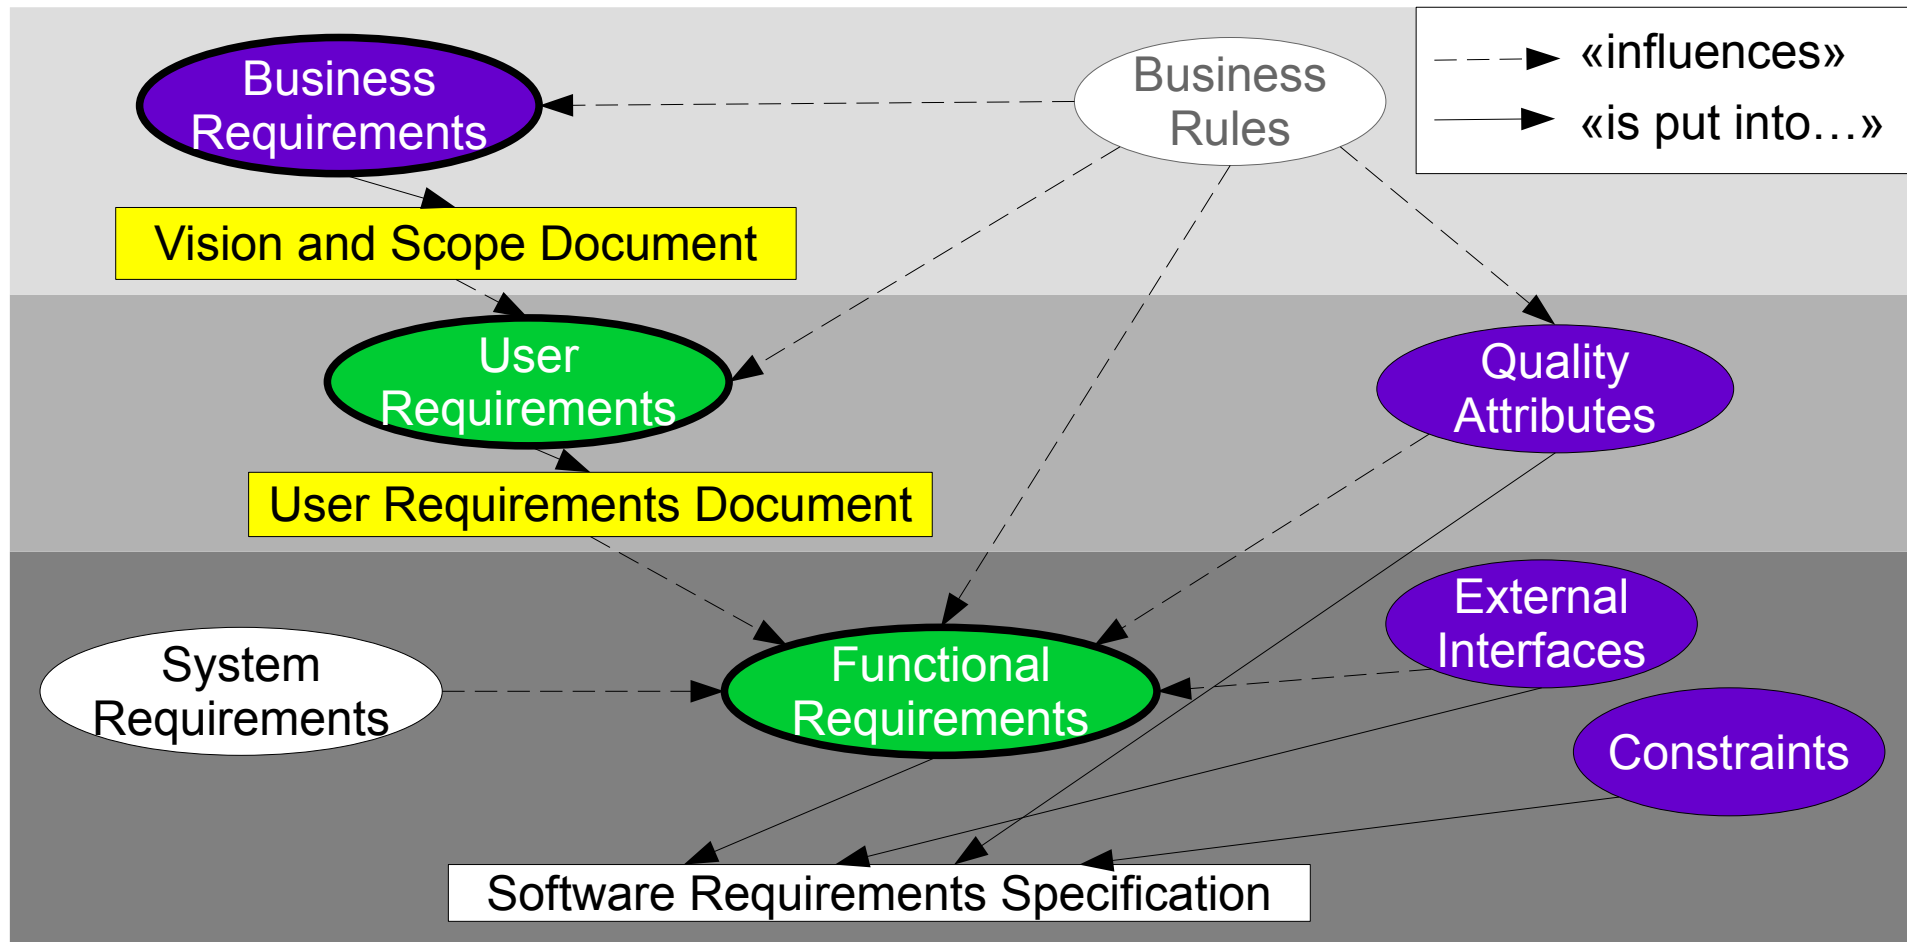 Business
Requirements
Business
Rules
«influences»
«is put into…»
Vision and Scope Document
User
Requirements
Quality
Attributes
User Requirements Document
External
Interfaces
System
Requirements
Functional
Requirements
Constraints
Software Requirements Specification